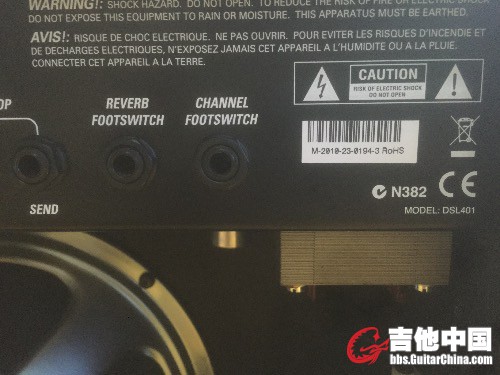 WARNING!: SHOCK HAZARD. DO NOT OPEN. TO REDUCE THE RISK OF FIRE OR ELECTRIC SHOCK
DO NOT EXPOSE THIS EQUIPMENT TO RAIN OR MOISTURE. THIS APPARATUS MUST BE EARTHED.
AVIS!: RISQUE DE CHOC ELECTRIQUE. NE PAS OUVRIR. POUR EVITER LES RISQUES D'INCENDIE ET
DE DECHARGES ELECTRIQUES, N'EXPOSEZ JAMAIS CET APPAREIL A L'HUMIDITE OU A LA PLUIE.
CONNECTER CET APPAREIL A LA TERRE.
CAUTION
RISK OF ELECTRIC SHOCK
DO NOT OPEN
OP
REVERB
FOOTSWITCH
CHANNEL
FOOTSWITCH
M-2010-23-0194-3 RoHS
SEND
N382 CE
MODEL: DSL401
吉他中国
bbs.GuitarChina.com